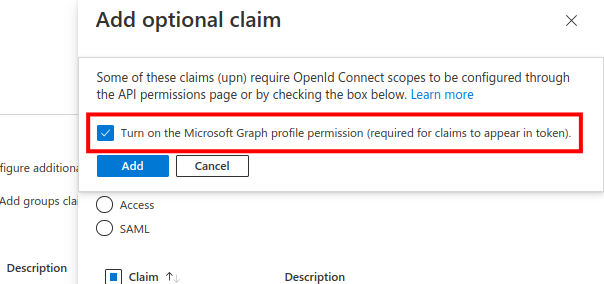 Add optional claim
Some of these claims (upn) require OpenId Connect scopes to be configured through
the API permissions page or by checking the box below. Learn more
Turn on the Microsoft Graph profile permission (required for claims to appear in token).
figure additiona
Add Cancel
Add groups clai
Access
SAML
Description
Claim ↑↓ Description